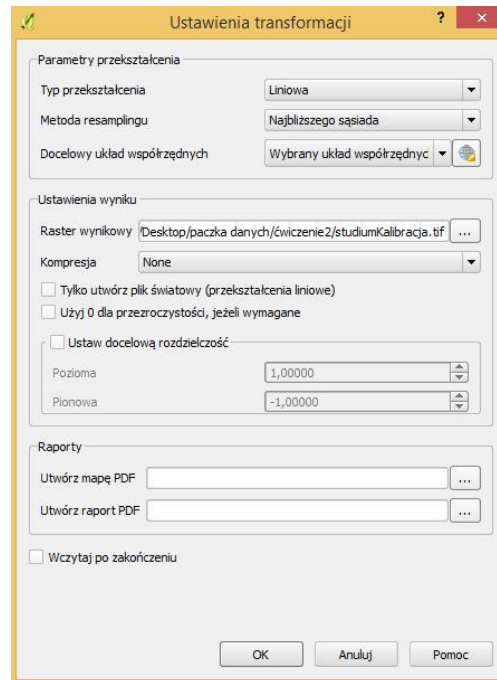 Ustawienia transformacji
? ×
Parametry przekształcenia
Typ przekształcenia Liniowa
Metoda resamplingu Najbliższego sąsiada
Docelowy układ współrzędnych Wybrany układ współrzędnyc
Ustawienia wyniku
Raster wynikowy 'Desktop/paczka danych/ćwiczenie2/studiumKalibracja.tif ...
Kompresja None
Tylko utwórz plik światowy (przekształcenia liniowe)
Użyj 0 dla przezroczystości, jeżeli wymagane
Ustaw docelową rozdzielczość
Pozioma 1,00000
Pionowa -1,00000
Raporty
Utwórz mapę PDF ...
Utwórz raport PDF ...
Wczytaj po zakończeniu
OK Anuluj Pomoc